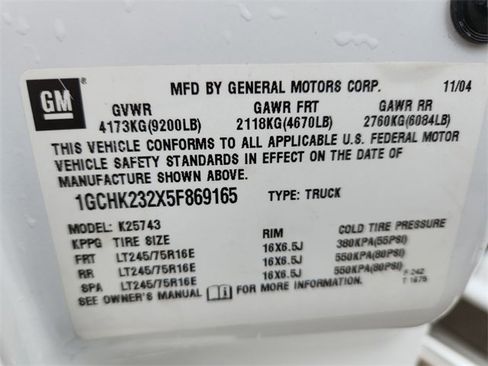 GM
MFD BY GENERAL MOTORS CORP. 11/04
GVWR GAWR FRT GAWR RR
4173KG(9200LB) 2118KG(4670LB) 2760KG(6084LB)
THIS VEHICLE CONFORMS TO ALL APPLICABLE U.S. FEDERAL MOTOR
VEHICLE SAFETY STANDARDS IN EFFECT ON THE DATE OF
MANUFACTURE SHOWN ABOVE.
1GCHK232X5F869165 TYPE: TRUCK
MODEL: K25743
KPPG TIRE SIZE RIM COLD TIRE PRESSURE
FRT LT245/75R16E 16X6.5J 380KPA(55PSI)
RR LT245/75R16E 16X6.5J 550KPA(80PSI)
SPA LT245/75R16E 16X6.5J 550KPA(80PSI)
SEE OWNER'S MANUAL FOR MORE INFORMATION.